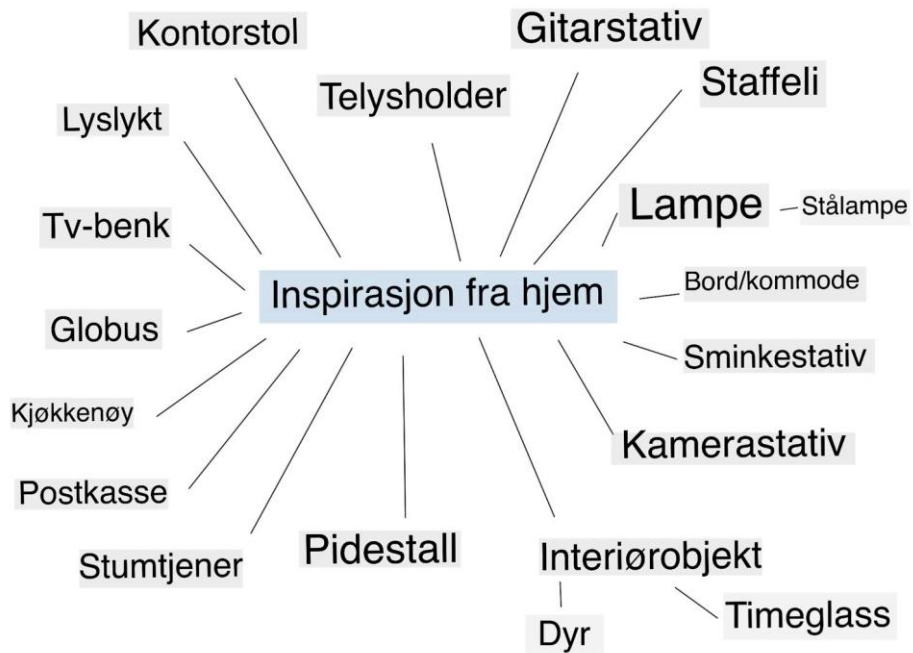 Kontorstol
Gitarstativ
Telysholder
Staffeli
Lyslykt
Lampe
Stålampe
Tv-benk
Inspirasjon fra hjem
Bord/kommode
Globus
Sminkestativ
Kjøkkenøy
Kamerastativ
Postkasse
Stumtjener
Pidestall
Interiørobjekt
Dyr
Timeglass